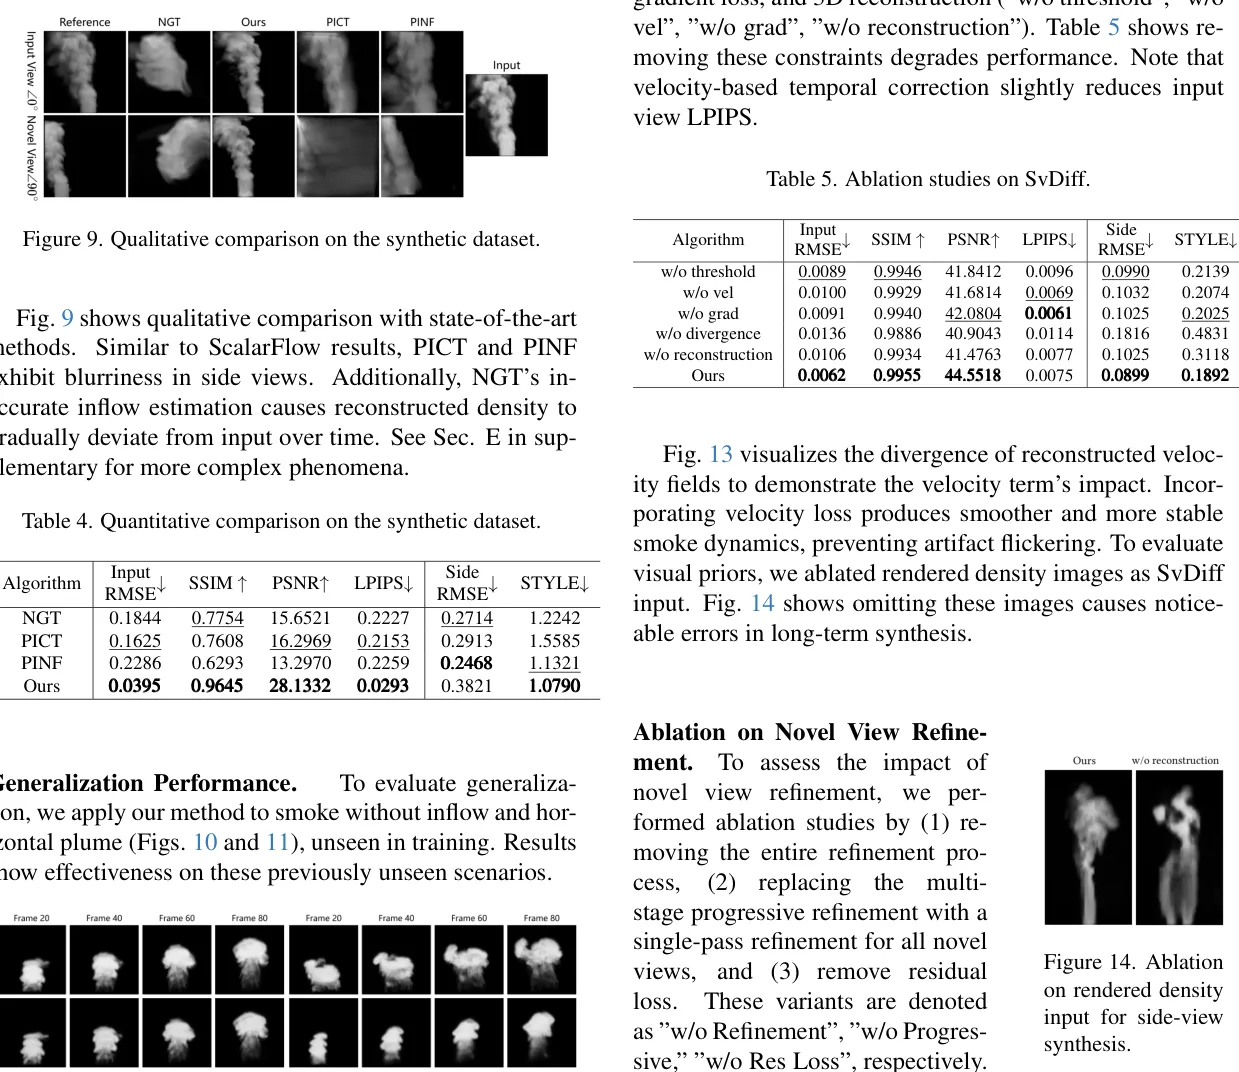 Reference NGT Ours PICT PINF
Input View ∠0° Novel View∠90°
Input
Figure 9. Qualitative comparison on the synthetic dataset.
Fig. 9 shows qualitative comparison with state-of-the-art
methods. Similar to ScalarFlow results, PICT and PINF
exhibit blurriness in side views. Additionally, NGT's in-
accurate inflow estimation causes reconstructed density to
gradually deviate from input over time. See Sec. E in sup-
plementary for more complex phenomena.
Table 4. Quantitative comparison on the synthetic dataset.
Algorithm Input RMSE↓ SSIM ↑ PSNR↑ LPIPS↓ Side RMSE↓ STYLE↓
NGT 0.1844 0.7754 15.6521 0.2227 0.2714 1.2242
PICT 0.1625 0.7608 16.2969 0.2153 0.2913 1.5585
PINF 0.2286 0.6293 13.2970 0.2259 0.2468 1.1321
Ours 0.0395 0.9645 28.1332 0.0293 0.3821 1.0790
Generalization Performance. To evaluate generaliza-
tion, we apply our method to smoke without inflow and hor-
izontal plume (Figs. 10 and 11), unseen in training. Results
show effectiveness on these previously unseen scenarios.
Frame 20 Frame 40 Frame 60 Frame 80 Frame 20 Frame 40 Frame 60 Frame 80
gradient loss, and 3D reconstruction ("w/o threshold", "w/o
vel", "w/o grad", "w/o reconstruction"). Table 5 shows re-
moving these constraints degrades performance. Note that
velocity-based temporal correction slightly reduces input
view LPIPS.
Table 5. Ablation studies on SvDiff.
Algorithm Input RMSE↓ SSIM ↑ PSNR↑ LPIPS↓ Side RMSE↓ STYLE↓
w/o threshold 0.0089 0.9946 41.8412 0.0096 0.0990 0.2139
w/o vel 0.0100 0.9929 41.6814 0.0069 0.1032 0.2074
w/o grad 0.0091 0.9940 42.0804 0.0061 0.1025 0.2025
w/o divergence 0.0136 0.9886 40.9043 0.0114 0.1816 0.4831
w/o reconstruction 0.0106 0.9934 41.4763 0.0077 0.1025 0.3118
Ours 0.0062 0.9955 44.5518 0.0075 0.0899 0.1892
Fig. 13 visualizes the divergence of reconstructed veloc-
ity fields to demonstrate the velocity term's impact. Incor-
porating velocity loss produces smoother and more stable
smoke dynamics, preventing artifact flickering. To evaluate
visual priors, we ablated rendered density images as SvDiff
input. Fig. 14 shows omitting these images causes notice-
able errors in long-term synthesis.
Ablation on Novel View Refine-
ment. To assess the impact of
novel view refinement, we per-
formed ablation studies by (1) re-
moving the entire refinement pro-
cess, (2) replacing the multi-
stage progressive refinement with a
single-pass refinement for all novel
views, and (3) remove residual
loss. These variants are denoted
as "w/o Refinement", "w/o Progres-
sive," "w/o Res Loss", respectively.
Ours w/o reconstruction
Figure 14. Ablation
on rendered density
input for side-view
synthesis.